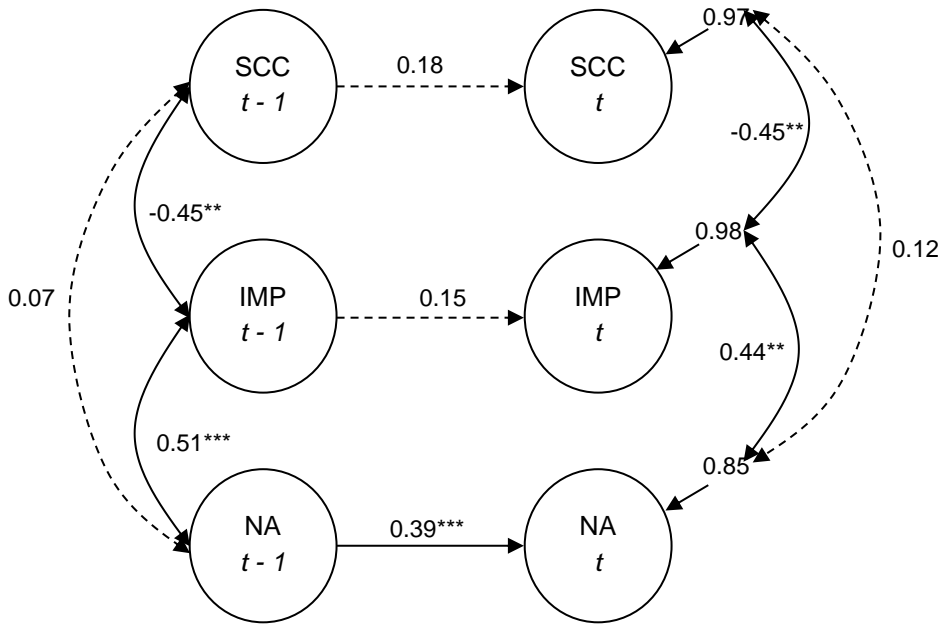 SCC
t - 1
0.18
SCC
t
0.97
-0.45**
-0.45**
0.07
IMP
t - 1
0.15
IMP
t
0.98
0.12
0.44**
0.51***
NA
t - 1
0.39***
NA
t
0.85